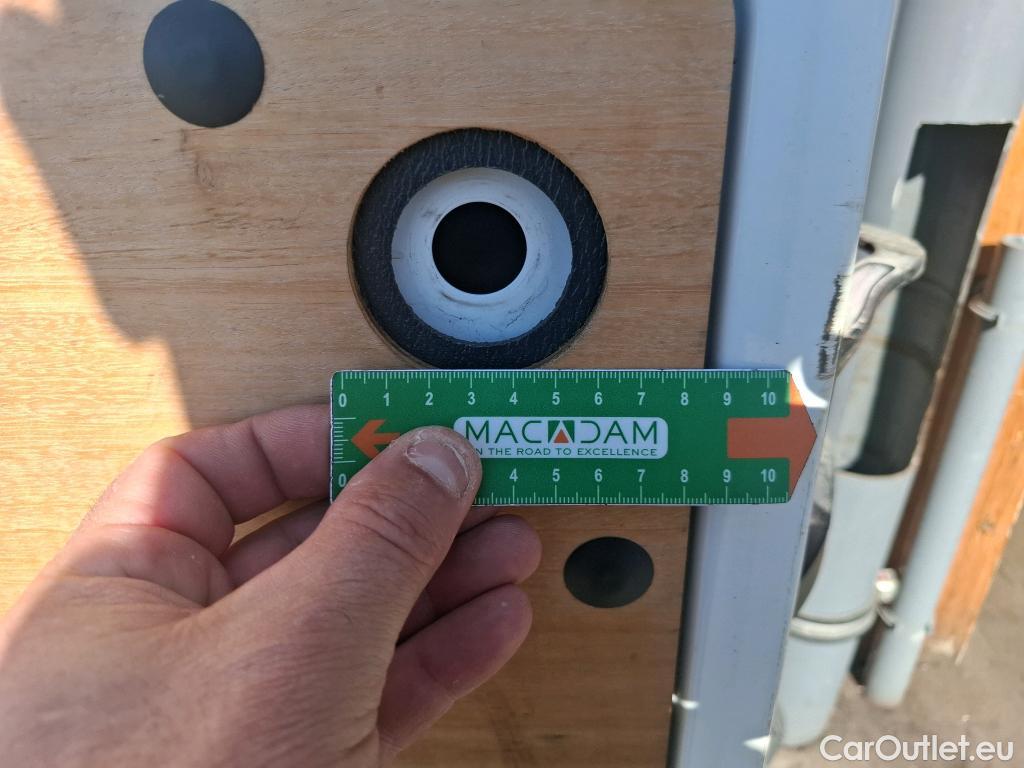 0 1 2 3 4 5 6 7 8 9 10
MACADAM
N THE ROAD TO EXCELLENCE
0 4 5 6 7 8 9 10
CarOutlet.eu